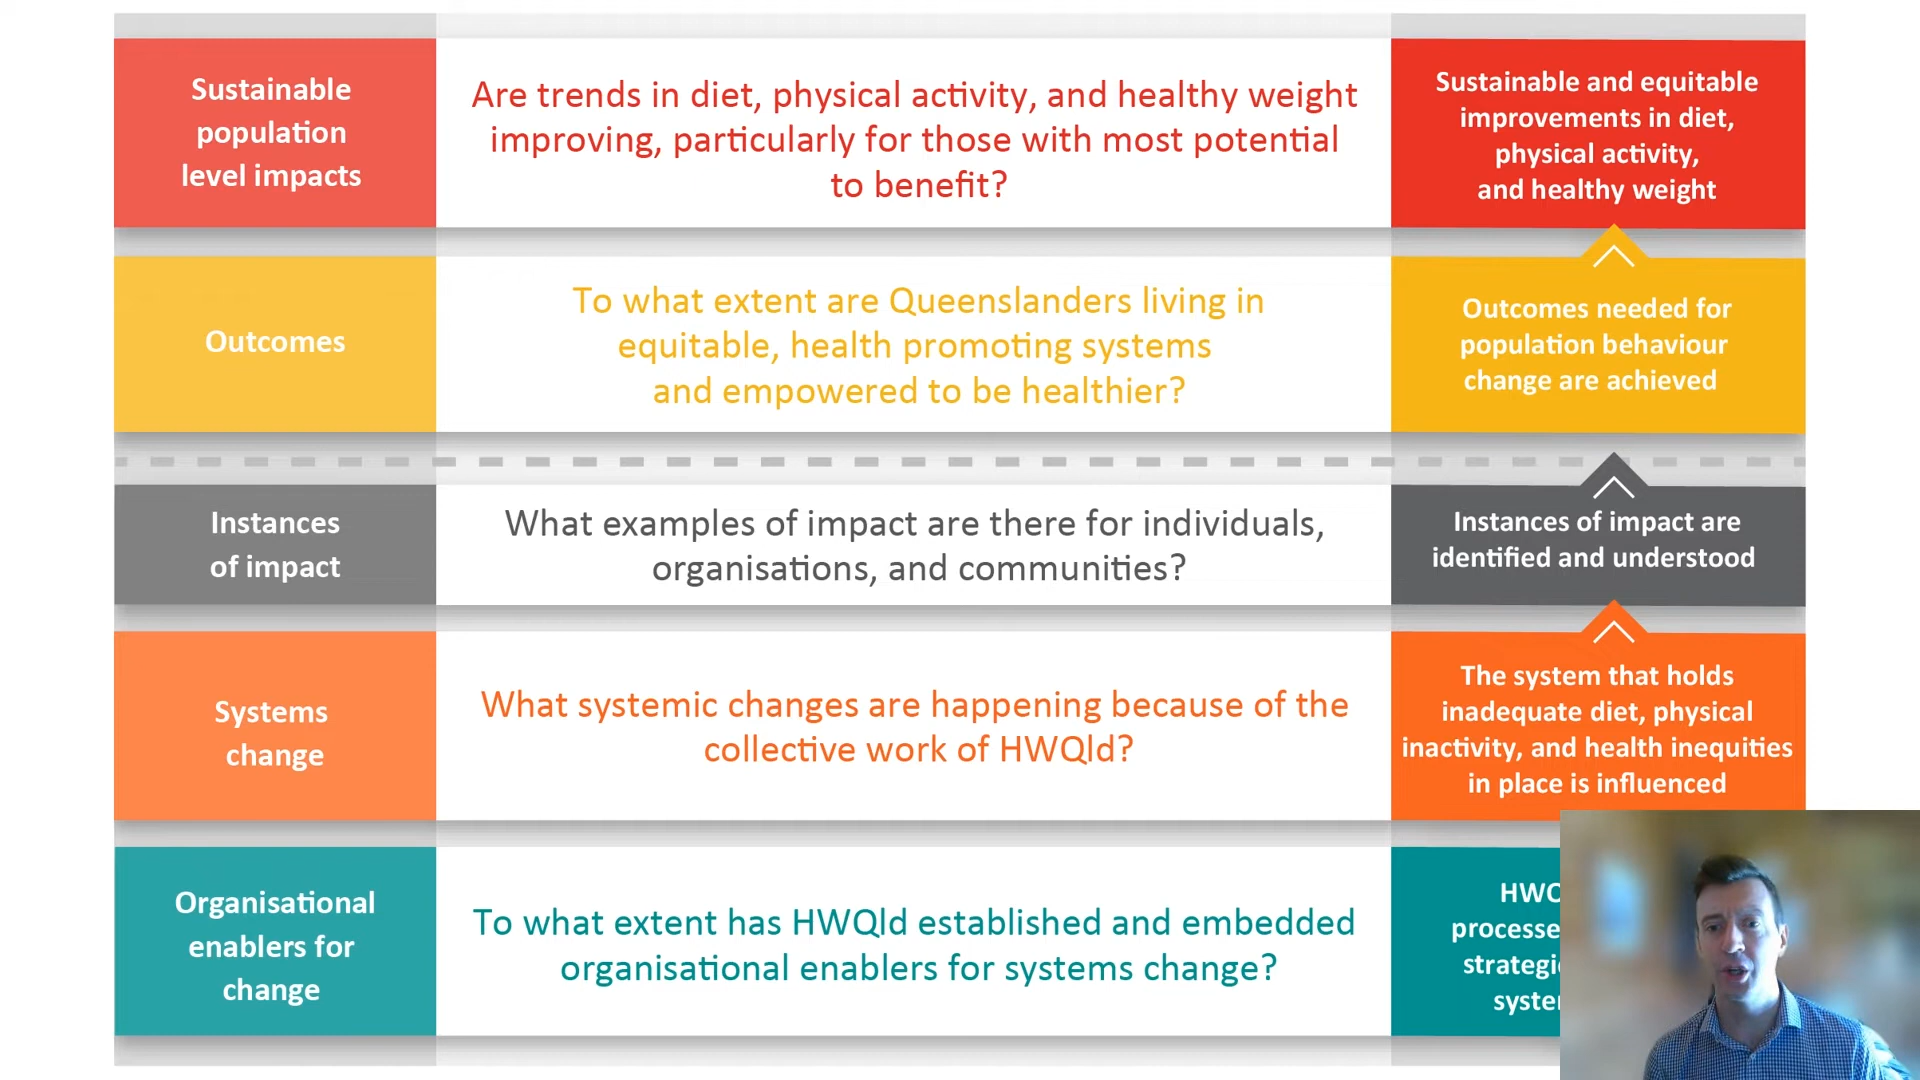 Sustainable
population
level impacts
Are trends in diet, physical activity, and healthy weight
improving, particularly for those with most potential
to benefit?
Sustainable and equitable
improvements in diet,
physical activity,
and healthy weight
Outcomes
To what extent are Queenslanders living in
equitable, health promoting systems
and empowered to be healthier?
Outcomes needed for
population behaviour
change are achieved
Instances
of impact
What examples of impact are there for individuals,
organisations, and communities?
Instances of impact are
identified and understood
Systems
change
What systemic changes are happening because of the
collective work of HWQld?
The system that holds
inadequate diet, physical
inactivity, and health inequities
in place is influenced
Organisational
enablers for
change
To what extent has HWQld established and embedded
organisational enablers for systems change?